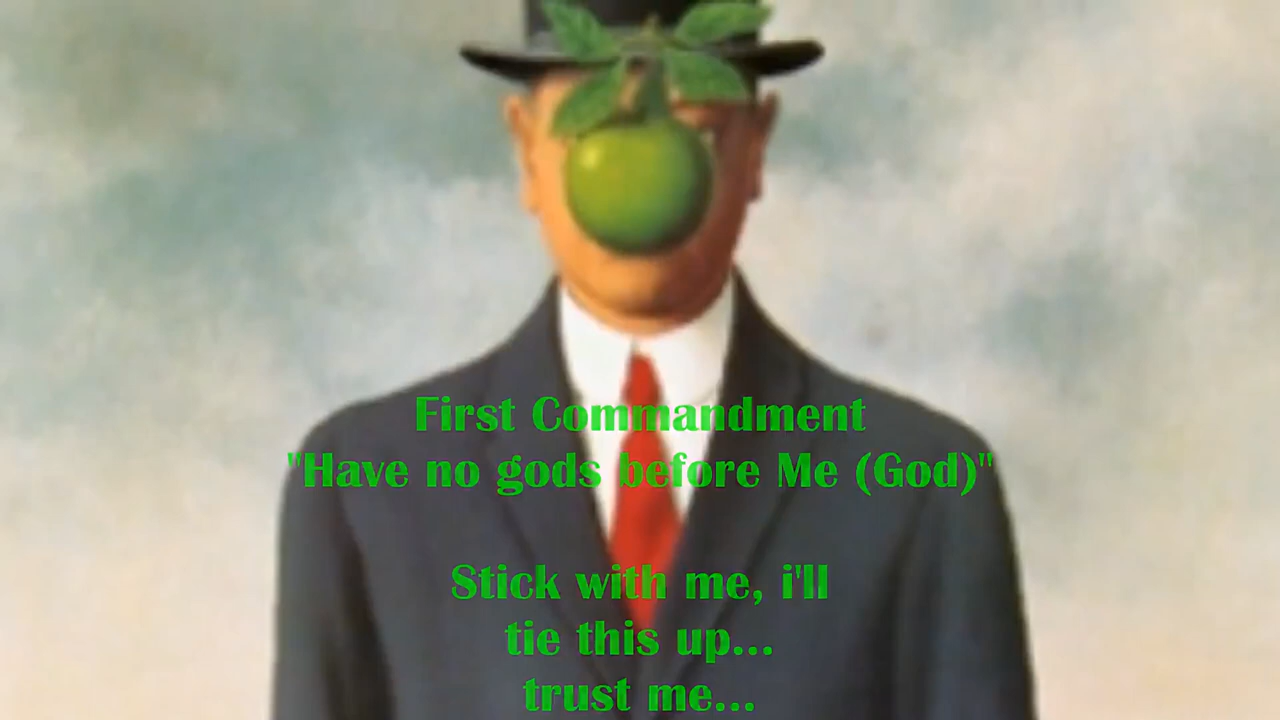 First Commandment
"Have no gods before Me (God)"
Stick with me, i'll
tie this up...
trust me...